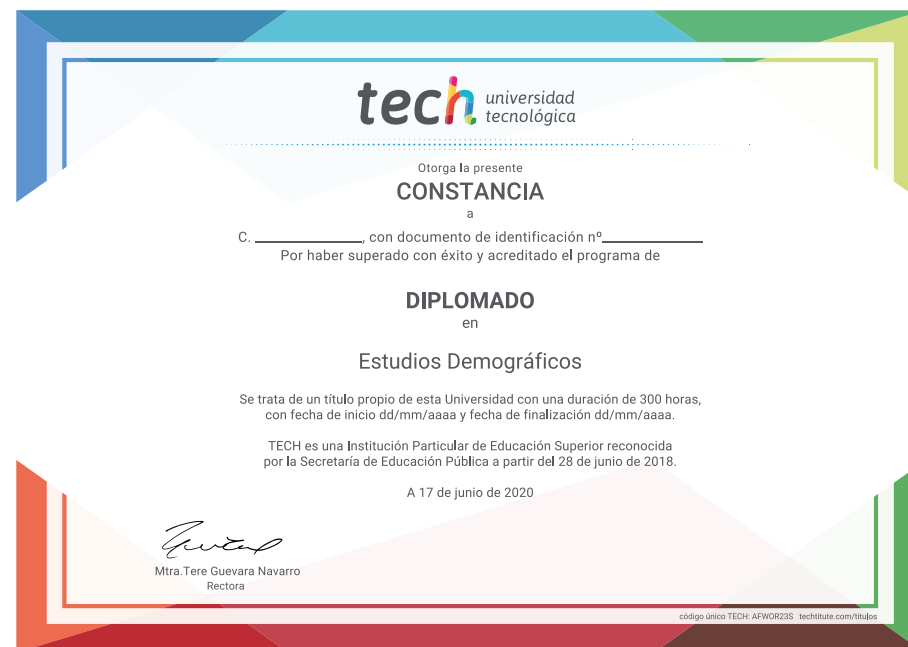 tech universidad
tecnológica
Otorga la presente
CONSTANCIA
a
C. ____________, con documento de identificación nº____________
Por haber superado con éxito y acreditado el programa de
DIPLOMADO
en
Estudios Demográficos
Se trata de un título propio de esta Universidad con una duración de 300 horas,
con fecha de inicio dd/mm/aaaa y fecha de finalización dd/mm/aaaa.
TECH es una Institución Particular de Educación Superior reconocida
por la Secretaría de Educación Pública a partir del 28 de junio de 2018.
A 17 de junio de 2020
Mtra.Tere Guevara Navarro
Rectora
código único TECH: AFWOR23S techtitute.com/titulos